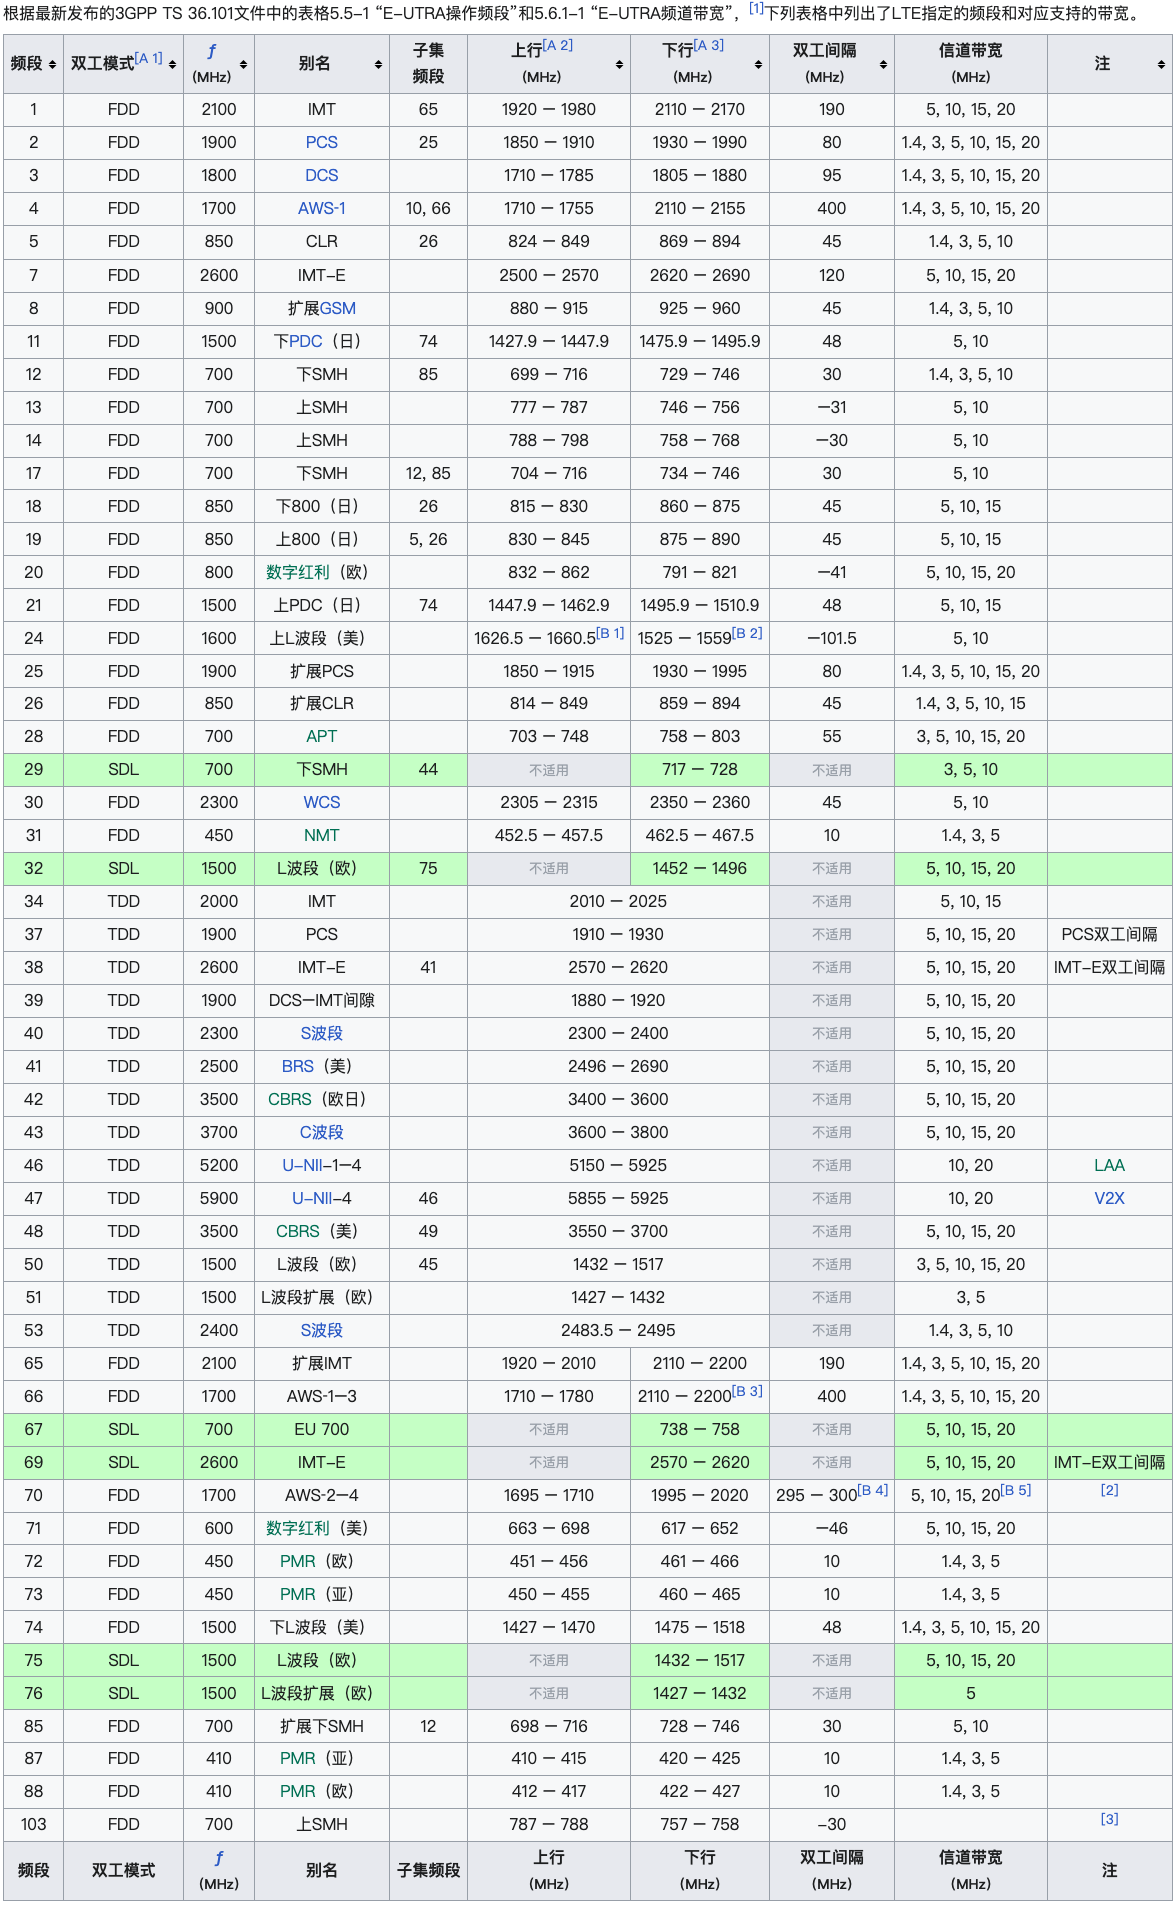 根据最新发布的3GPP TS 36.101文件中的表格5.5–1 “E-UTRA操作频段”和5.6.1–1 “E-UTRA频道带宽”，[1]下列表格中列出了LTE指定的频段和对应支持的带宽。
频段 双工模式[A 1] ƒ (MHz) 别名 子集频段 上行[A 2] (MHz) 下行[A 3] (MHz) 双工间隔 (MHz) 信道带宽 (MHz) 注
1 FDD 2100 IMT 65 1920 – 1980 2110 – 2170 190 5, 10, 15, 20
2 FDD 1900 PCS 25 1850 – 1910 1930 – 1990 80 1.4, 3, 5, 10, 15, 20
3 FDD 1800 DCS 1710 – 1785 1805 – 1880 95 1.4, 3, 5, 10, 15, 20
4 FDD 1700 AWS-1 10, 66 1710 – 1755 2110 – 2155 400 1.4, 3, 5, 10, 15, 20
5 FDD 850 CLR 26 824 – 849 869 – 894 45 1.4, 3, 5, 10
7 FDD 2600 IMT-E 2500 – 2570 2620 – 2690 120 5, 10, 15, 20
8 FDD 900 扩展GSM 880 – 915 925 – 960 45 1.4, 3, 5, 10
11 FDD 1500 下PDC（日） 74 1427.9 – 1447.9 1475.9 – 1495.9 48 5, 10
12 FDD 700 下SMH 85 699 – 716 729 – 746 30 1.4, 3, 5, 10
13 FDD 700 上SMH 777 – 787 746 – 756 −31 5, 10
14 FDD 700 上SMH 788 – 798 758 – 768 −30 5, 10
17 FDD 700 下SMH 12, 85 704 – 716 734 – 746 30 5, 10
18 FDD 850 下800（日） 26 815 – 830 860 – 875 45 5, 10, 15
19 FDD 850 上800（日） 5, 26 830 – 845 875 – 890 45 5, 10, 15
20 FDD 800 数字红利（欧） 832 – 862 791 – 821 −41 5, 10, 15, 20
21 FDD 1500 上PDC（日） 74 1447.9 – 1462.9 1495.9 – 1510.9 48 5, 10, 15
24 FDD 1600 上L波段（美） 1626.5 – 1660.5[B 1] 1525 – 1559[B 2] −101.5 5, 10
25 FDD 1900 扩展PCS 1850 – 1915 1930 – 1995 80 1.4, 3, 5, 10, 15, 20
26 FDD 850 扩展CLR 814 – 849 859 – 894 45 1.4, 3, 5, 10, 15
28 FDD 700 APT 703 – 748 758 – 803 55 3, 5, 10, 15, 20
29 SDL 700 下SMH 44 不适用 717 – 728 不适用 3, 5, 10
30 FDD 2300 WCS 2305 – 2315 2350 – 2360 45 5, 10
31 FDD 450 NMT 452.5 – 457.5 462.5 – 467.5 10 1.4, 3, 5
32 SDL 1500 L波段（欧） 75 不适用 1452 – 1496 不适用 5, 10, 15, 20
34 TDD 2000 IMT 2010 – 2025 不适用 5, 10, 15
37 TDD 1900 PCS 1910 – 1930 不适用 5, 10, 15, 20 PCS双工间隔
38 TDD 2600 IMT-E 41 2570 – 2620 不适用 5, 10, 15, 20 IMT-E双工间隔
39 TDD 1900 DCS–IMT间隙 1880 – 1920 不适用 5, 10, 15, 20
40 TDD 2300 S波段 2300 – 2400 不适用 5, 10, 15, 20
41 TDD 2500 BRS（美） 2496 – 2690 不适用 5, 10, 15, 20
42 TDD 3500 CBRS（欧日） 3400 – 3600 不适用 5, 10, 15, 20
43 TDD 3700 C波段 3600 – 3800 不适用 5, 10, 15, 20
46 TDD 5200 U-NII-1–4 5150 – 5925 不适用 10, 20 LAA
47 TDD 5900 U-NII-4 46 5855 – 5925 不适用 10, 20 V2X
48 TDD 3500 CBRS（美） 49 3550 – 3700 不适用 5, 10, 15, 20
50 TDD 1500 L波段（欧） 45 1432 – 1517 不适用 3, 5, 10, 15, 20
51 TDD 1500 L波段扩展（欧） 1427 – 1432 不适用 3, 5
53 TDD 2400 S波段 2483.5 – 2495 不适用 1.4, 3, 5, 10
65 FDD 2100 扩展IMT 1920 – 2010 2110 – 2200 190 1.4, 3, 5, 10, 15, 20
66 FDD 1700 AWS-1–3 1710 – 1780 2110 – 2200[B 3] 400 1.4, 3, 5, 10, 15, 20
67 SDL 700 EU 700 不适用 738 – 758 不适用 5, 10, 15, 20
69 SDL 2600 IMT-E 不适用 2570 – 2620 不适用 5, 10, 15, 20 IMT-E双工间隔
70 FDD 1700 AWS-2–4 1695 – 1710 1995 – 2020 295 – 300[B 4] 5, 10, 15, 20[B 5] [2]
71 FDD 600 数字红利（美） 663 – 698 617 – 652 −46 5, 10, 15, 20
72 FDD 450 PMR（欧） 451 – 456 461 – 466 10 1.4, 3, 5
73 FDD 450 PMR（亚） 450 – 455 460 – 465 10 1.4, 3, 5
74 FDD 1500 下L波段（美） 1427 – 1470 1475 – 1518 48 1.4, 3, 5, 10, 15, 20
75 SDL 1500 L波段（欧） 不适用 1432 – 1517 不适用 5, 10, 15, 20
76 SDL 1500 L波段扩展（欧） 不适用 1427 – 1432 不适用 5
85 FDD 700 扩展下SMH 12 698 – 716 728 – 746 30 5, 10
87 FDD 410 PMR（亚） 410 – 415 420 – 425 10 1.4, 3, 5
88 FDD 410 PMR（欧） 412 – 417 422 – 427 10 1.4, 3, 5
103 FDD 700 上SMH 787 – 788 757 – 758 -30 [3]
频段 双工模式 ƒ (MHz) 别名 子集频段 上行 (MHz) 下行 (MHz) 双工间隔 (MHz) 信道带宽 (MHz) 注